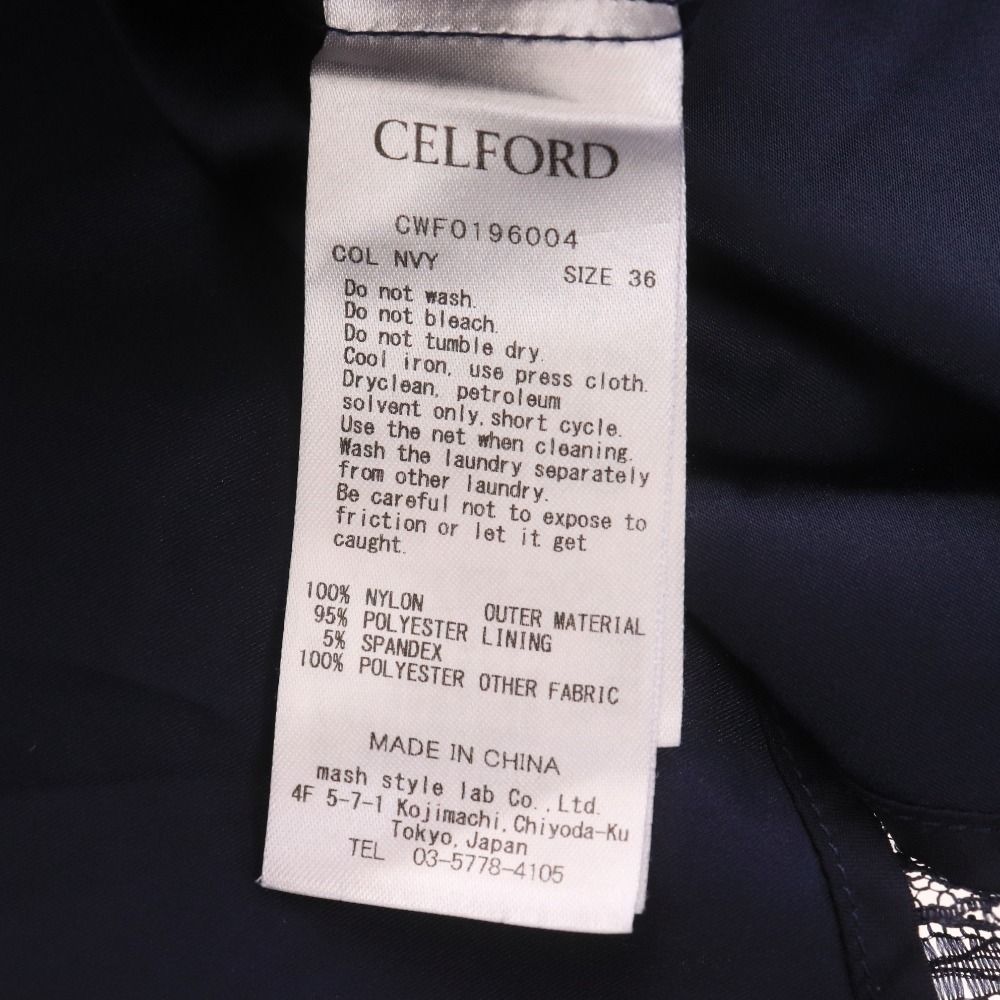 CELFORD
CWFO196004
COL NVY SIZE 36
Do not wash.
Do not bleach.
Do not tumble dry.
Cool iron, use press cloth.
Dryclean, petroleum
solvent only,short cycle.
Use the net when cleaning.
Wash the laundry separately
from other laundry.
Be careful not to expose to
friction or let it get
caught.
100% NYLON OUTER MATERIAL
95% POLYESTER LINING
5% SPANDEX
100% POLYESTER OTHER FABRIC
MADE IN CHINA
mash style lab Co.,Ltd.
4F 5-7-1 Kojimachi,Chiyoda-Ku
Tokyo,Japan
TEL 03-5778-4105